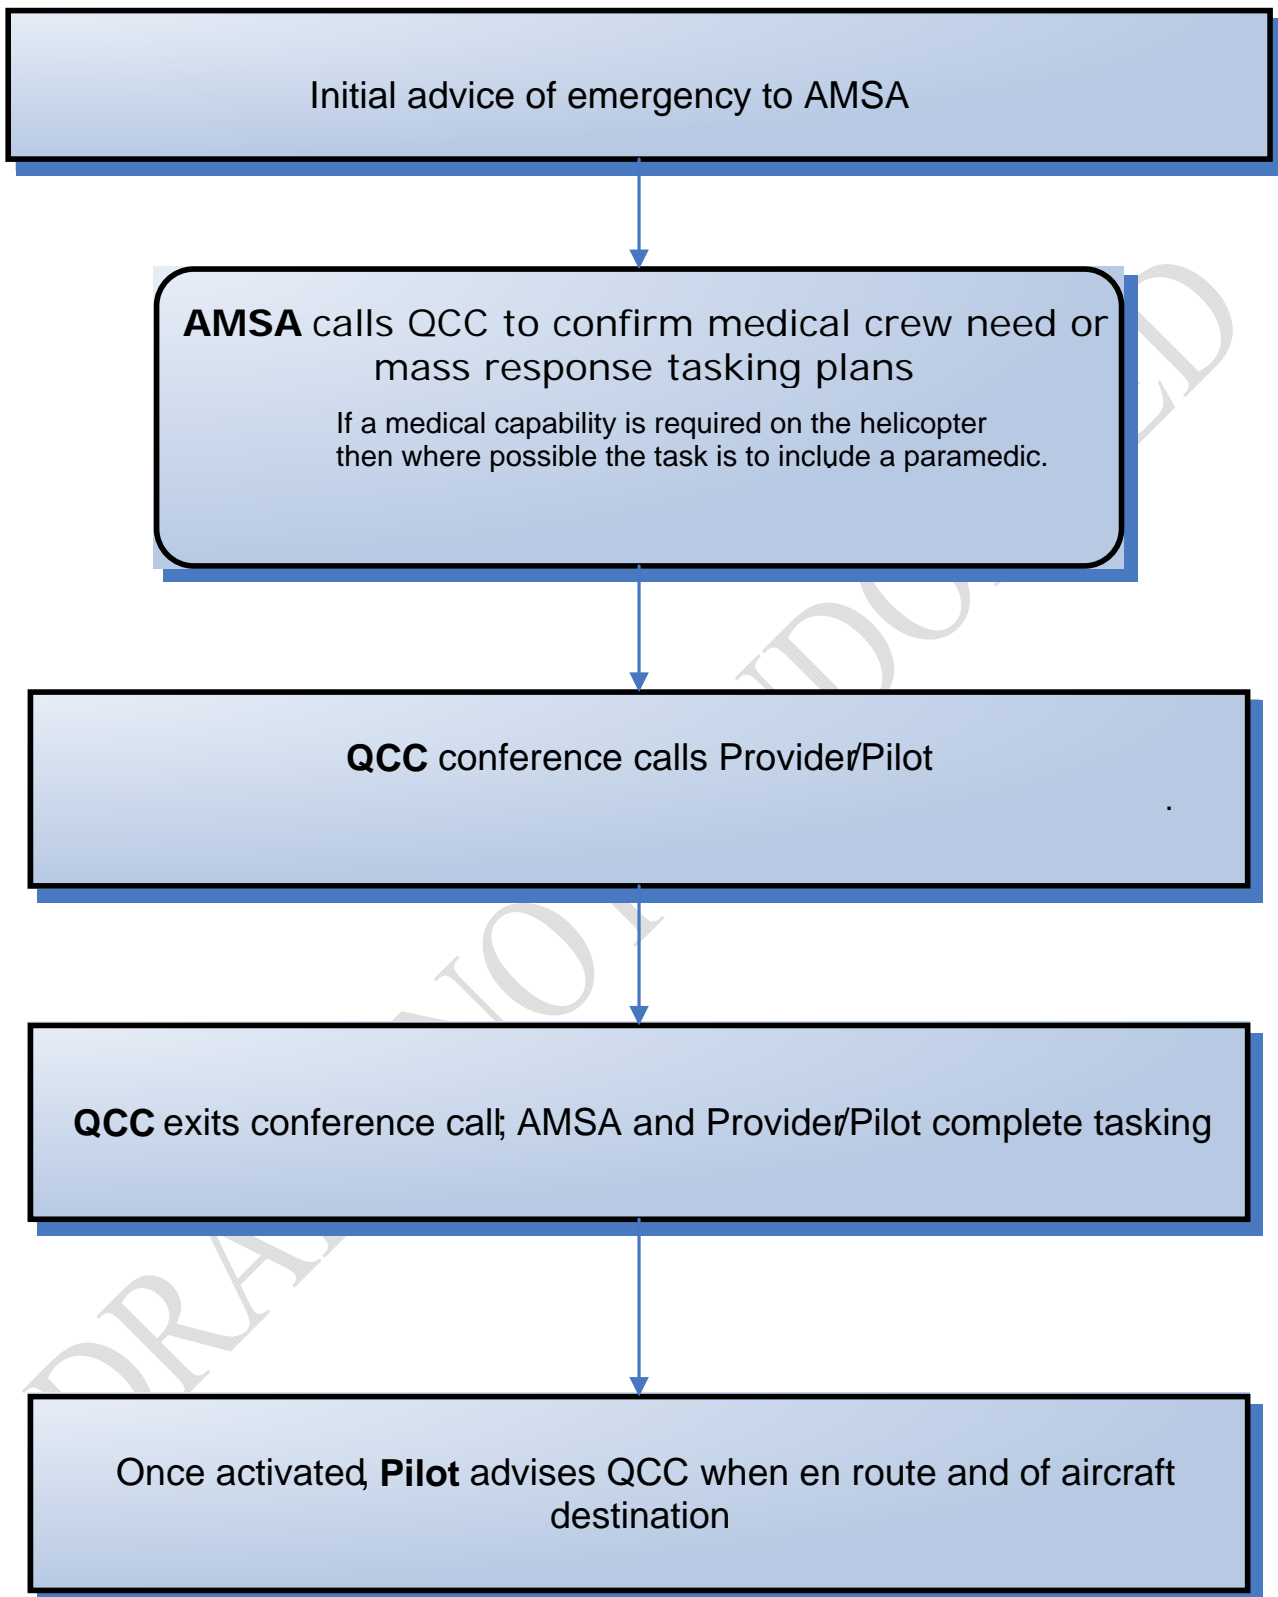 Initial advice of emergency to AMSA
AMSA calls QCC to confirm medical crew need or
mass response tasking plans
If a medical capability is required on the helicopter
then where possible the task is to include a paramedic.
QCC conference calls Provider/Pilot
.
QCC exits conference call; AMSA and Provider/Pilot complete tasking
Once activated, Pilot advises QCC when en route and of aircraft
destination